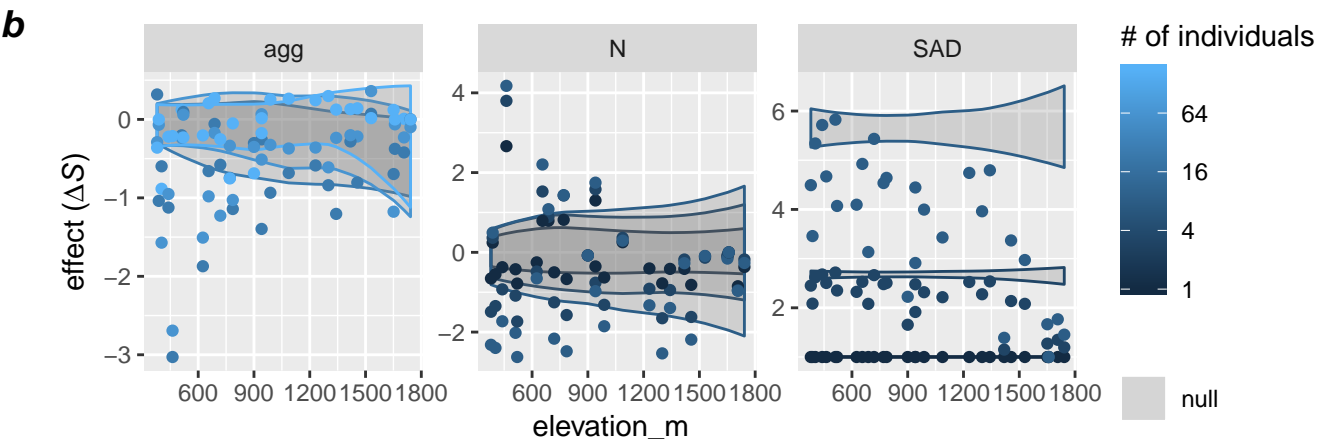 b
agg
N
SAD
# of individuals
effect (ΔS)
0
−1
−2
−3
4
2
0
−2
6
4
2
64
16
4
1
600 900 1200 1500 1800
600 900 1200 1500 1800
600 900 1200 1500 1800
elevation_m
null